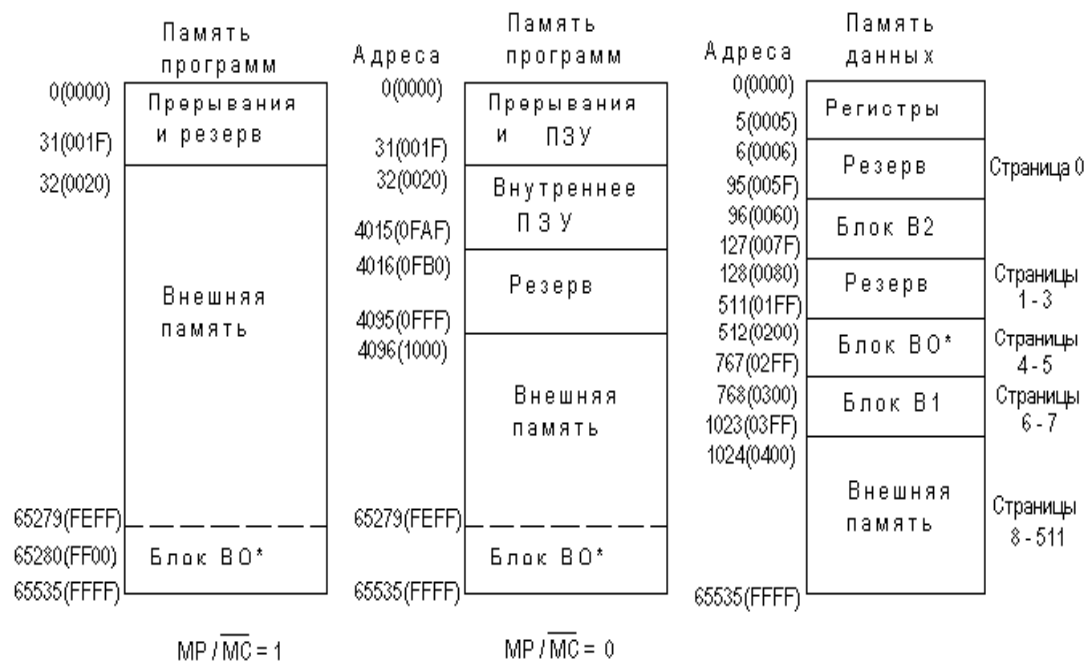 Память
программ
0(0000)
Прерывания
и резерв
31(001F)
32(0020)
Внешняя
память
65279(FEFF)
65280(FF00)
Блок ВО*
65535(FFFF)
MP/MC = 1
Память
программ
Адреса
0(0000)
Прерывания
и ПЗУ
31(001F)
32(0020)
Внутреннее
ПЗУ
4015(0FAF)
4016(0FB0)
Резерв
4095(0FFF)
4096(1000)
Внешняя
память
65279(FEFF)
65280(FF00)
Блок ВО*
65535(FFFF)
MP/MC = 0
Память
данных
Адреса
0(0000)
Регистры
5(0005)
6(0006)
Резерв
Страница 0
95(005F)
96(0060)
Блок В2
127(007F)
128(0080)
Резерв
Страницы
1 - 3
511(01FF)
512(0200)
Блок ВО*
Страницы
4 - 5
767(02FF)
768(0300)
Блок В1
Страницы
6 - 7
1023(03FF)
1024(0400)
Внешняя
память
Страницы
8 - 511
65535(FFFF)